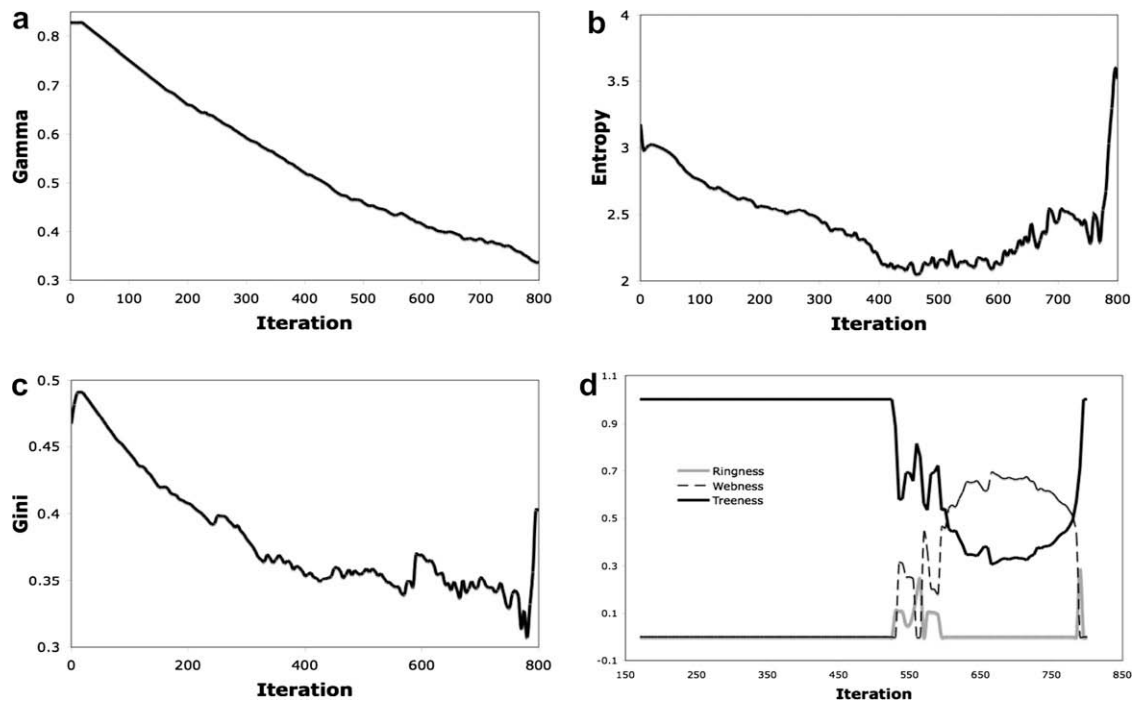 a
0.8
0.7
0.6
0.5
0.4
0.3
Gamma
0 100 200 300 400 500 600 700 800
Iteration
b
4
3.5
3
2.5
2
Entropy
0 100 200 300 400 500 600 700 800
Iteration
c
0.5
0.45
0.4
0.35
0.3
Gini
0 200 400 600 800
Iteration
d
1.1
0.9
0.7
0.5
0.3
0.1
-0.1
Ringness
Webness
Treeness
150 250 350 450 550 650 750 850
Iteration